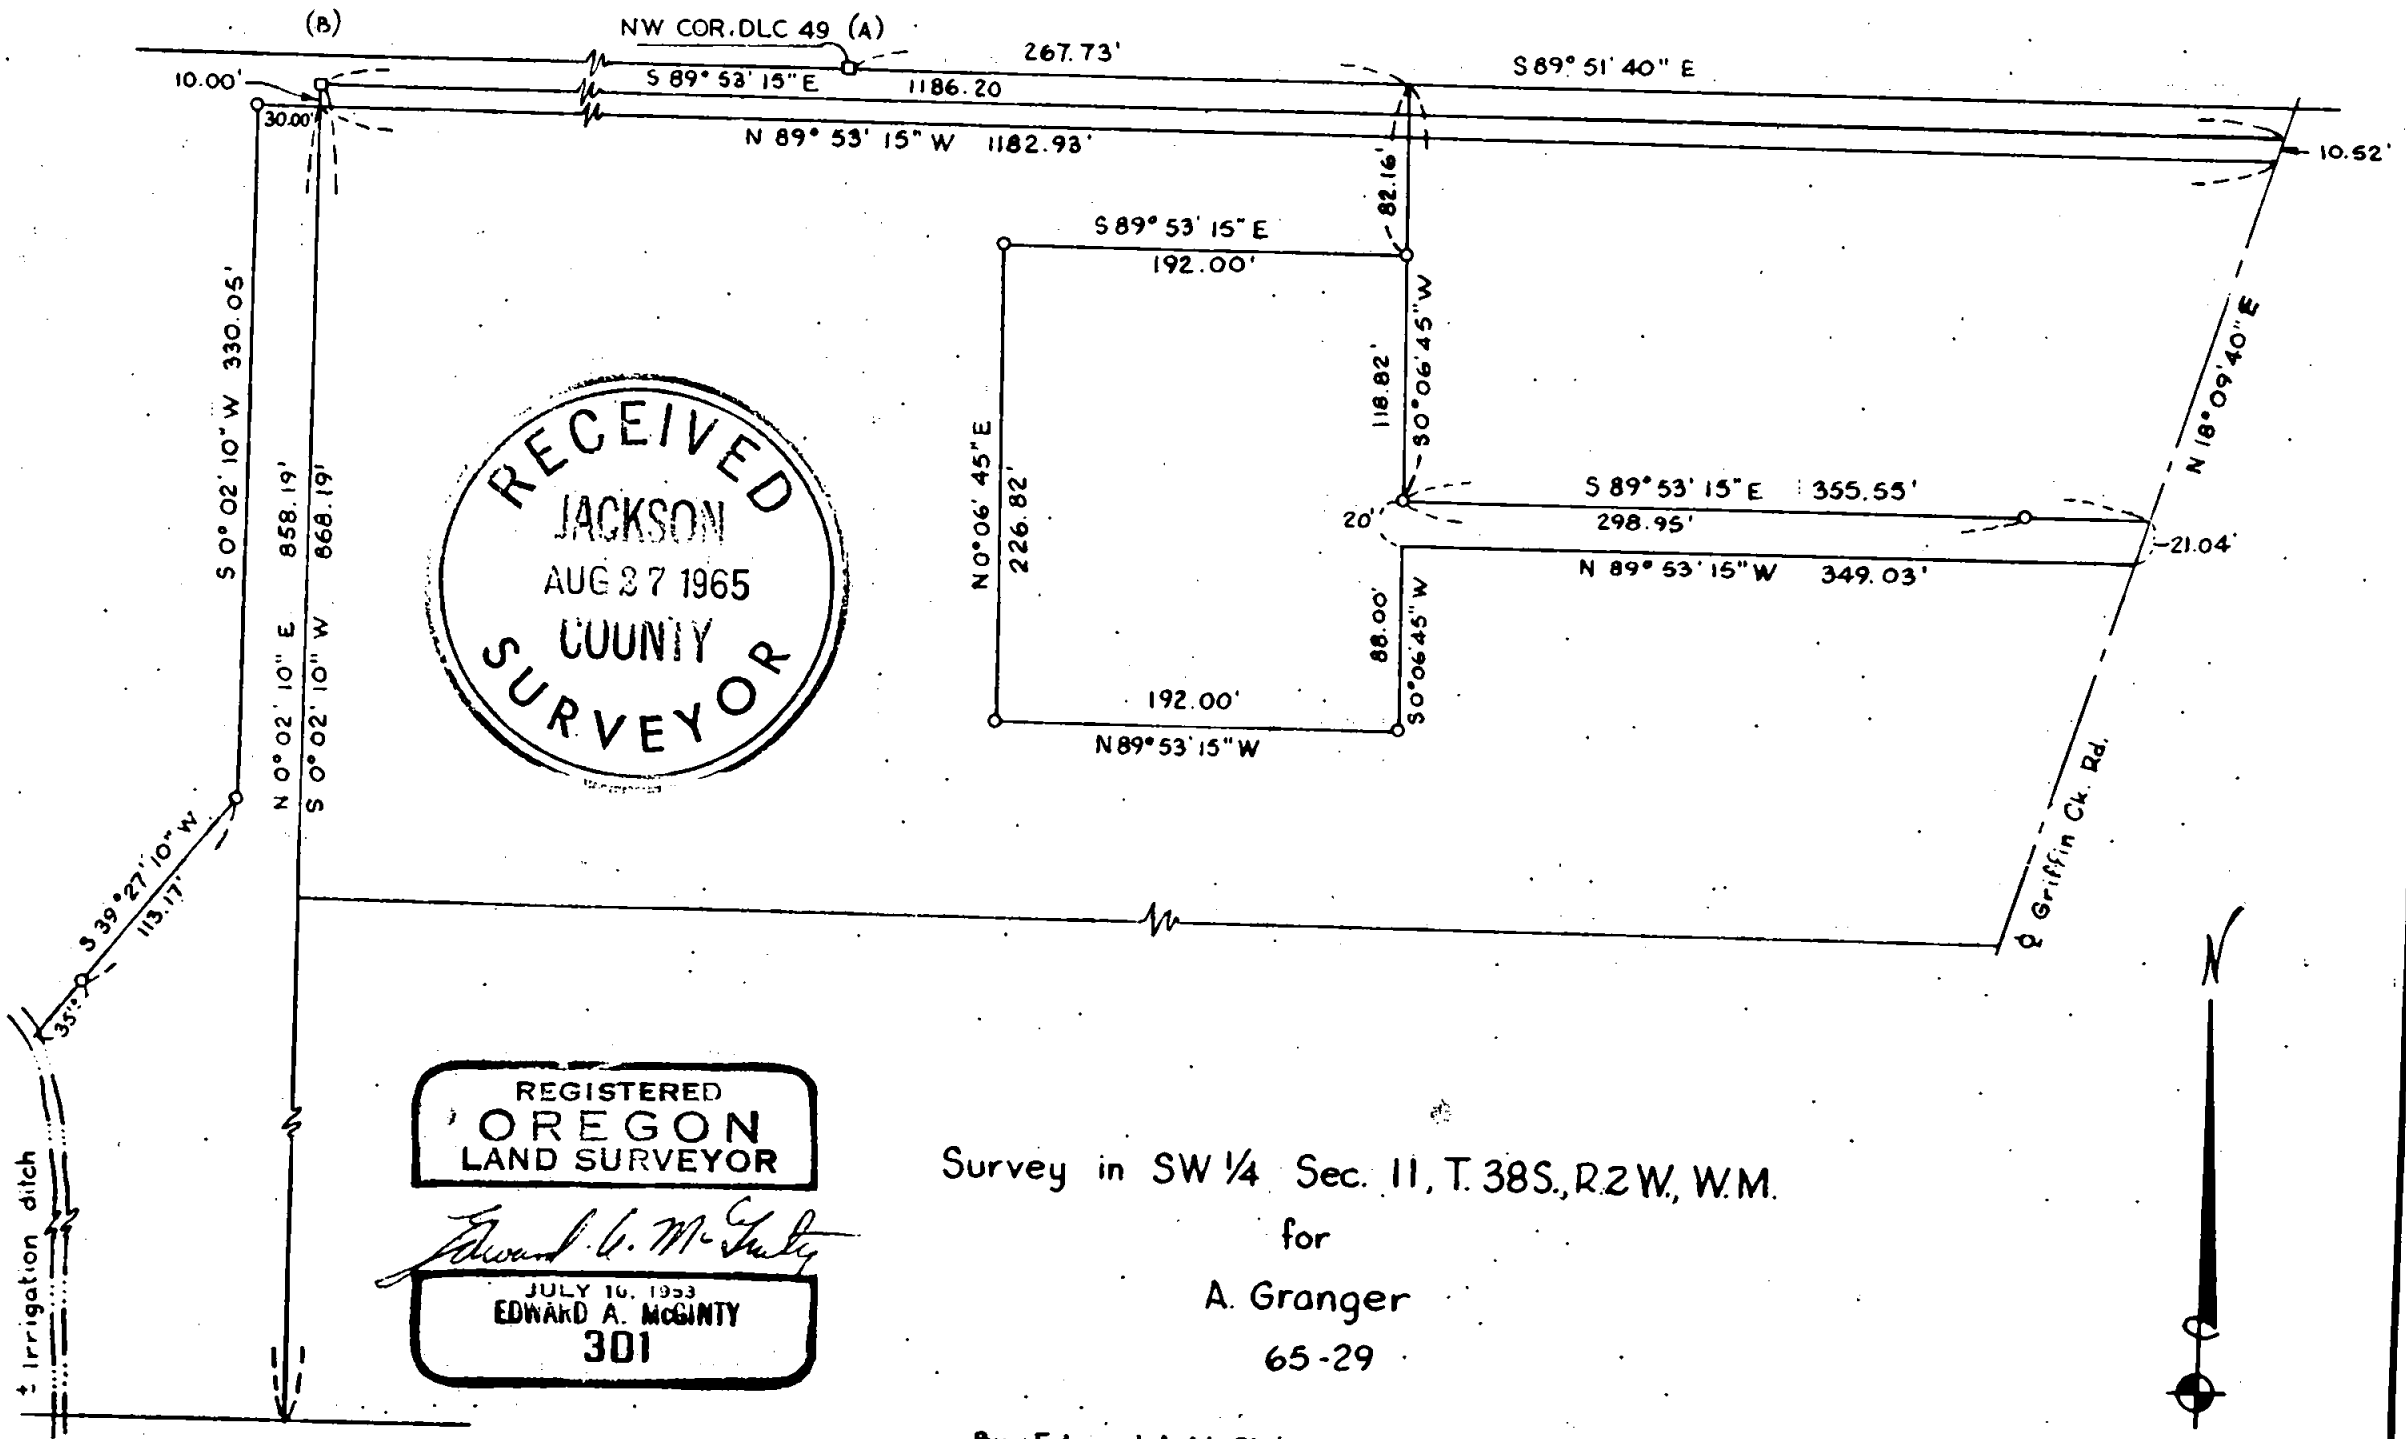 (B)
NW COR. DLC 49 (A)
267.73'
S 89° 51' 40" E
10.00'
S 89° 53' 15" E 1186.20
30.00'
N 89° 53' 15" W 1182.93'
10.52'
82.16'
S 89° 53' 15" E
192.00'
S 0° 02' 10" W 330.05'
N 0° 02' 10" E 858.19'
S 0° 02' 10" W 868.19'
N 0° 06' 45" E
226.82'
118.82'
S 0° 06' 45" W
N 18° 09' 40" E
S 89° 53' 15" E 355.55'
20'
298.95'
21.04'
N 89° 53' 15" W 349.03'
88.00'
S 0° 06' 45" W
192.00'
N 89° 53' 15" W
RECEIVED
JACKSON
AUG 27 1965
COUNTY
SURVEYOR
S 39° 27' 10" W
113.17'
35'±
Griffin Ck. Rd.
N
± Irrigation ditch
REGISTERED
OREGON
LAND SURVEYOR
Edward A. McGinty
JULY 10, 1953
EDWARD A. McGINTY
301
Survey in SW 1/4 Sec. 11, T. 38S., R.2W., W.M.
for
A. Granger
65-29